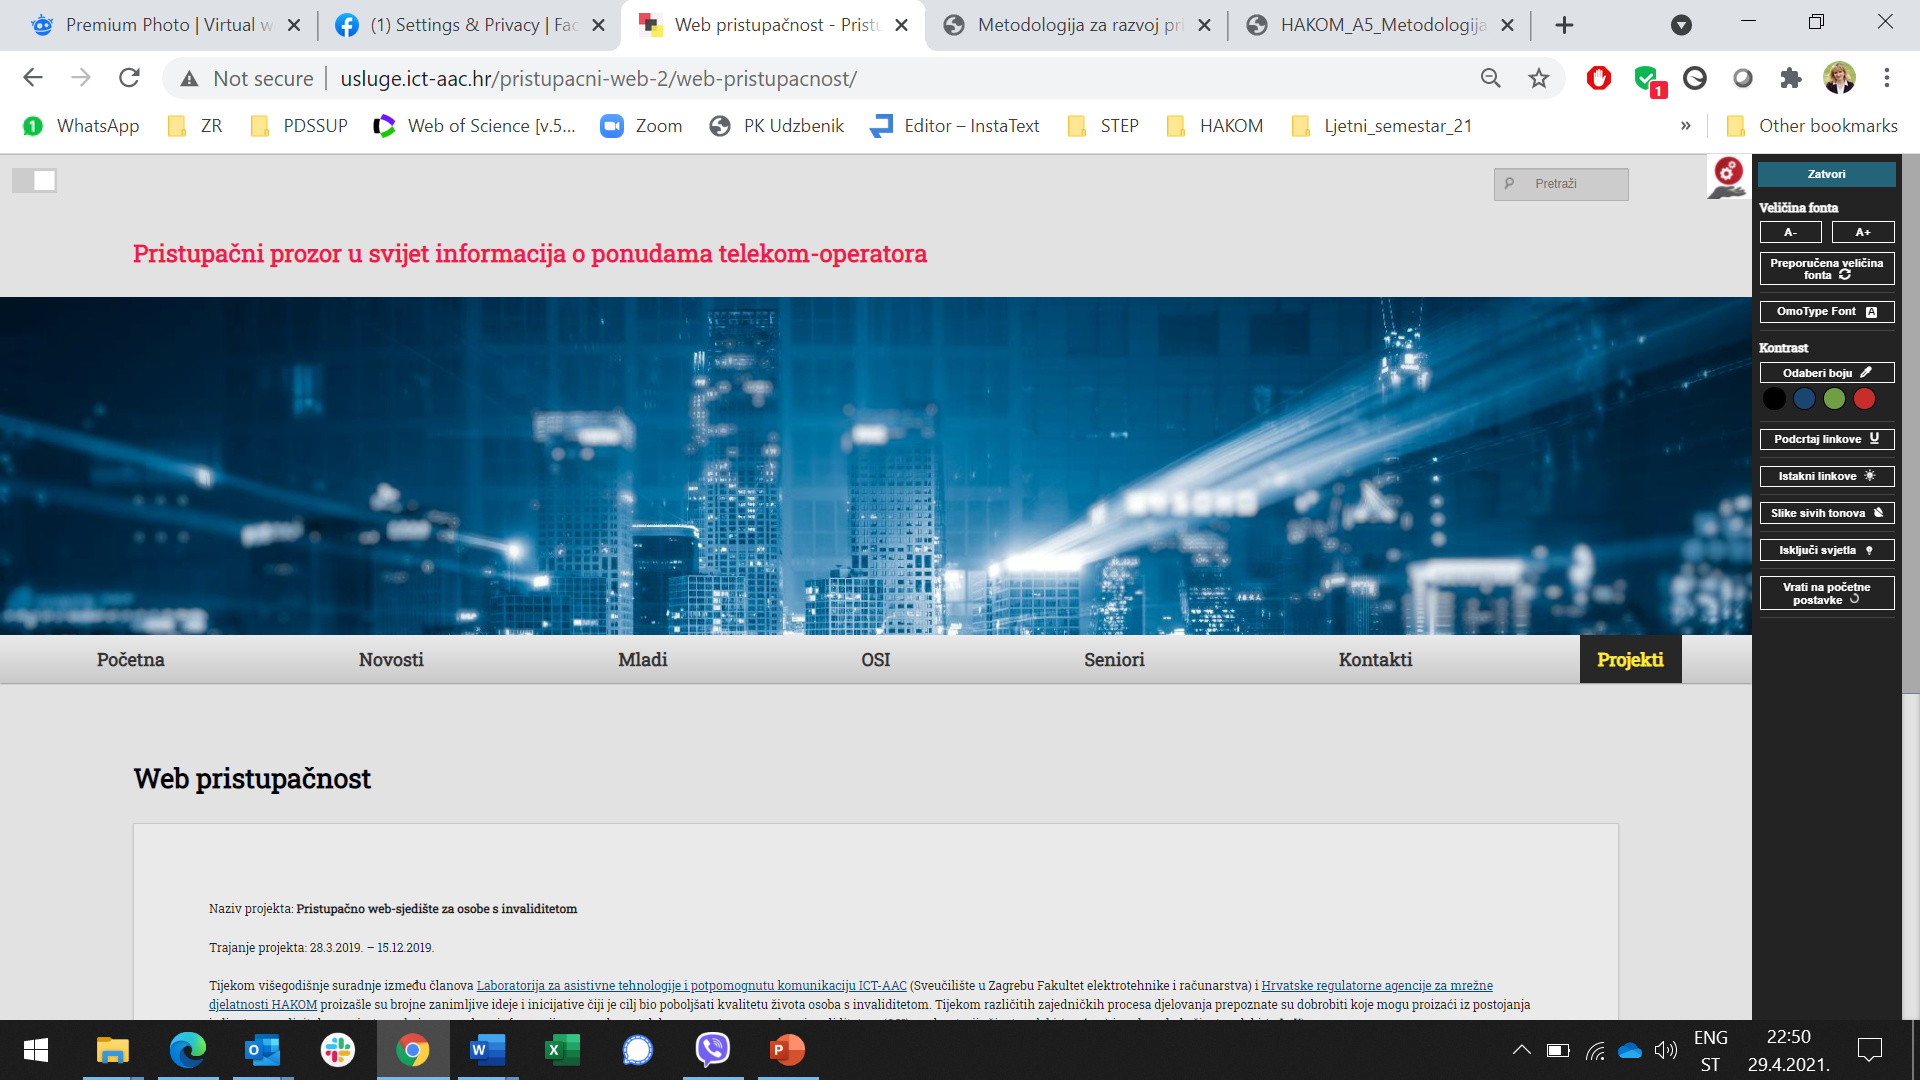 Premium Photo | Virtual w
(1) Settings & Privacy | Fac
Web pristupačnost - Pristu
Metodologija za razvoj pri
HAKOM_A5_Metodologija
Not secure
usluge.ict-aac.hr/pristupacni-web-2/web-pristupacnost/
1
1
WhatsApp
ZR
PDSSUP
Web of Science [v.5...
Zoom
PK Udzbenik
Editor – InstaText
STEP
HAKOM
Ljetni_semestar_21
»
Other bookmarks
Pretraži
Zatvori
Veličina fonta
A-
A+
Preporučena veličina
fonta
OmoType Font A
Kontrast
Odaberi boju
Podcrtaj linkove U
Istakni linkove
Slike sivih tonova
Isključi svjetla
Vrati na početne
postavke
Pristupačni prozor u svijet informacija o ponudama telekom-operatora
Početna
Novosti
Mladi
OSI
Seniori
Kontakti
Projekti
Web pristupačnost
Naziv projekta: Pristupačno web-sjedište za osobe s invaliditetom
Trajanje projekta: 28.3.2019. – 15.12.2019.
Tijekom višegodišnje suradnje između članova Laboratorija za asistivne tehnologije i potpomognutu komunikaciju ICT-AAC (Sveučilište u Zagrebu Fakultet elektrotehnike i računarstva) i Hrvatske regulatorne agencije za mrežne
djelatnosti HAKOM proizašle su brojne zanimljive ideje i inicijative čiji je cilj bio poboljšati kvalitetu života osoba s invaliditetom. Tijekom različitih zajedničkih procesa djelovanja prepoznate su dobrobiti koje mogu proizaći iz postojanja
ENG
ST
22:50
29.4.2021.